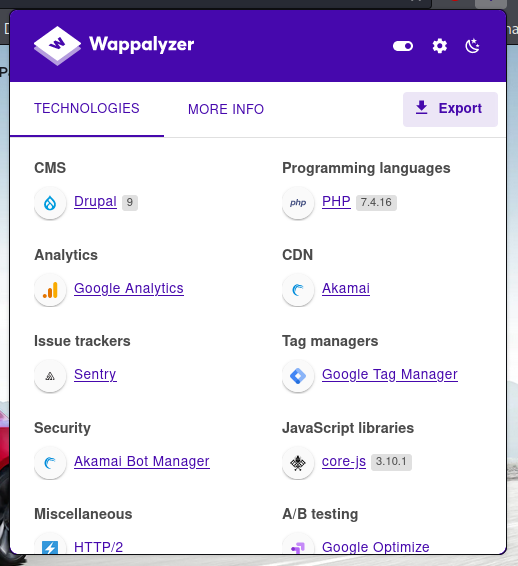 Wappalyzer
TECHNOLOGIES
MORE INFO
Export
CMS
Drupal 9
Programming languages
php PHP 7.4.16
Analytics
Google Analytics
CDN
Akamai
Issue trackers
Sentry
Tag managers
Google Tag Manager
Security
Akamai Bot Manager
JavaScript libraries
core-js 3.10.1
Miscellaneous
HTTP/2
A/B testing
Google Optimize